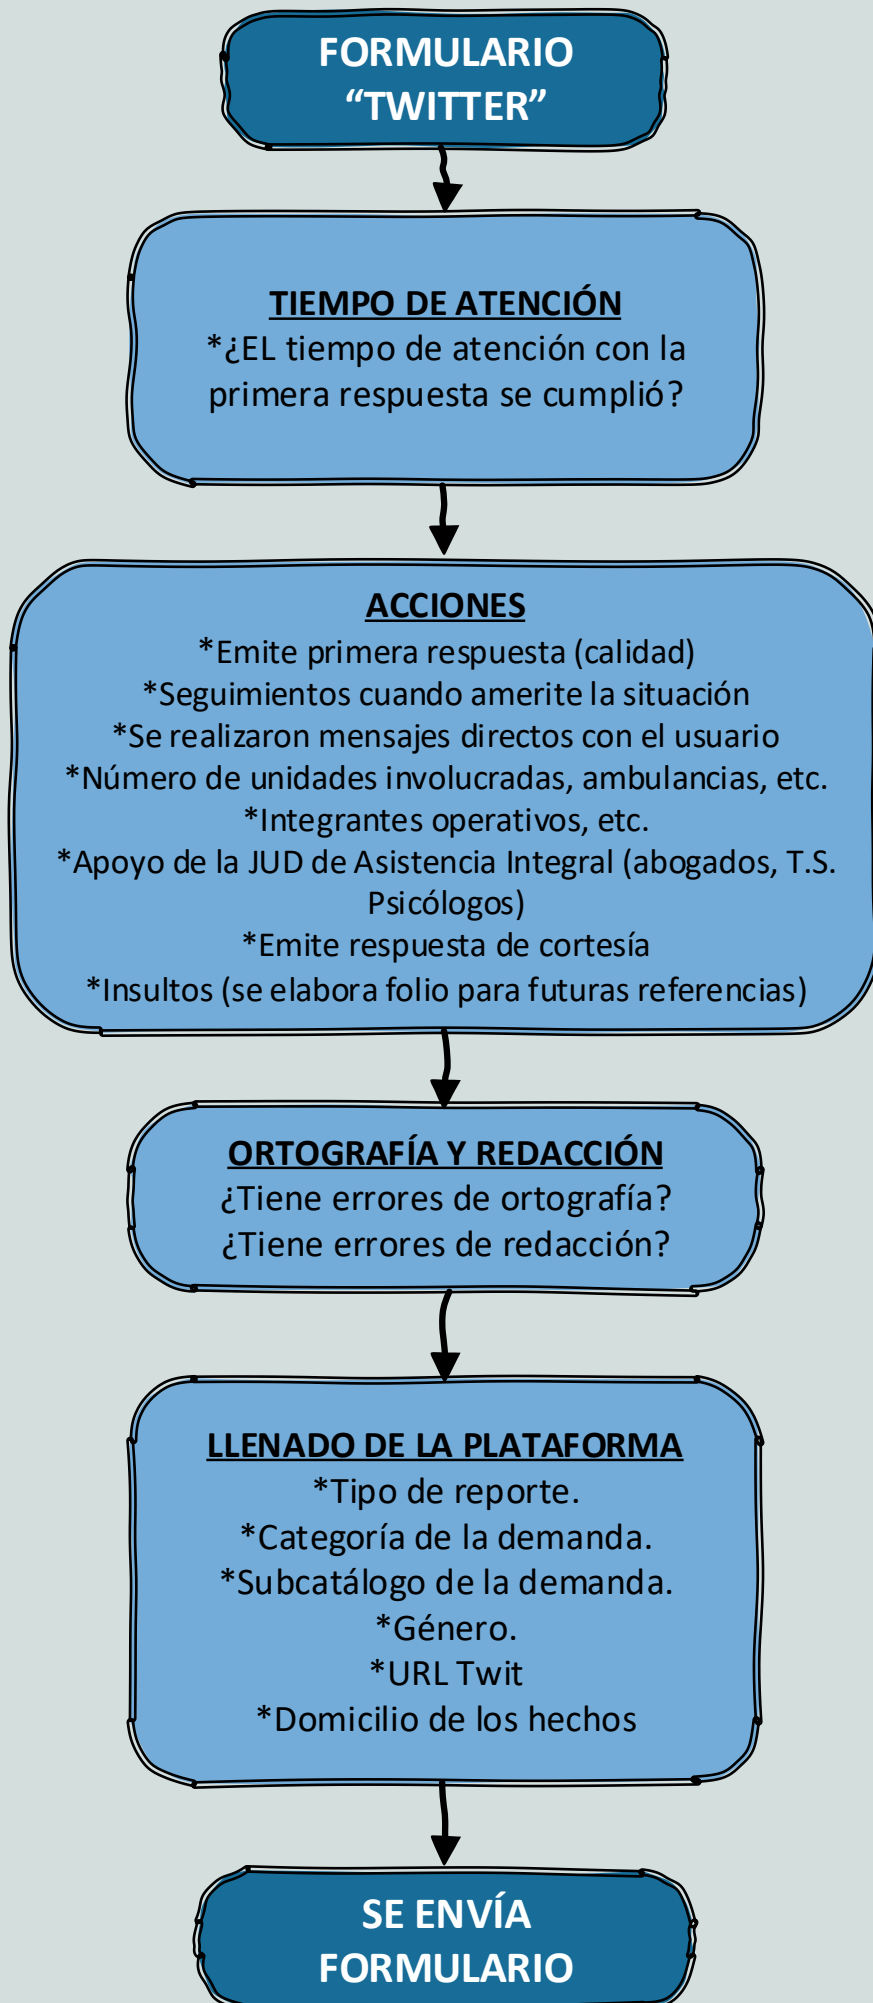 FORMULARIO
“TWITTER”
TIEMPO DE ATENCIÓN
*¿EL tiempo de atención con la
primera respuesta se cumplió?
ACCIONES
*Emite primera respuesta (calidad)
*Seguimientos cuando amerite la situación
*Se realizaron mensajes directos con el usuario
*Número de unidades involucradas, ambulancias, etc.
*Integrantes operativos, etc.
*Apoyo de la JUD de Asistencia Integral (abogados, T.S.
Psicólogos)
*Emite respuesta de cortesía
*Insultos (se elabora folio para futuras referencias)
ORTOGRAFÍA Y REDACCIÓN
¿Tiene errores de ortografía?
¿Tiene errores de redacción?
LLENADO DE LA PLATAFORMA
*Tipo de reporte.
*Categoría de la demanda.
*Subcatálogo de la demanda.
*Género.
*URL Twit
*Domicilio de los hechos
SE ENVÍA
FORMULARIO